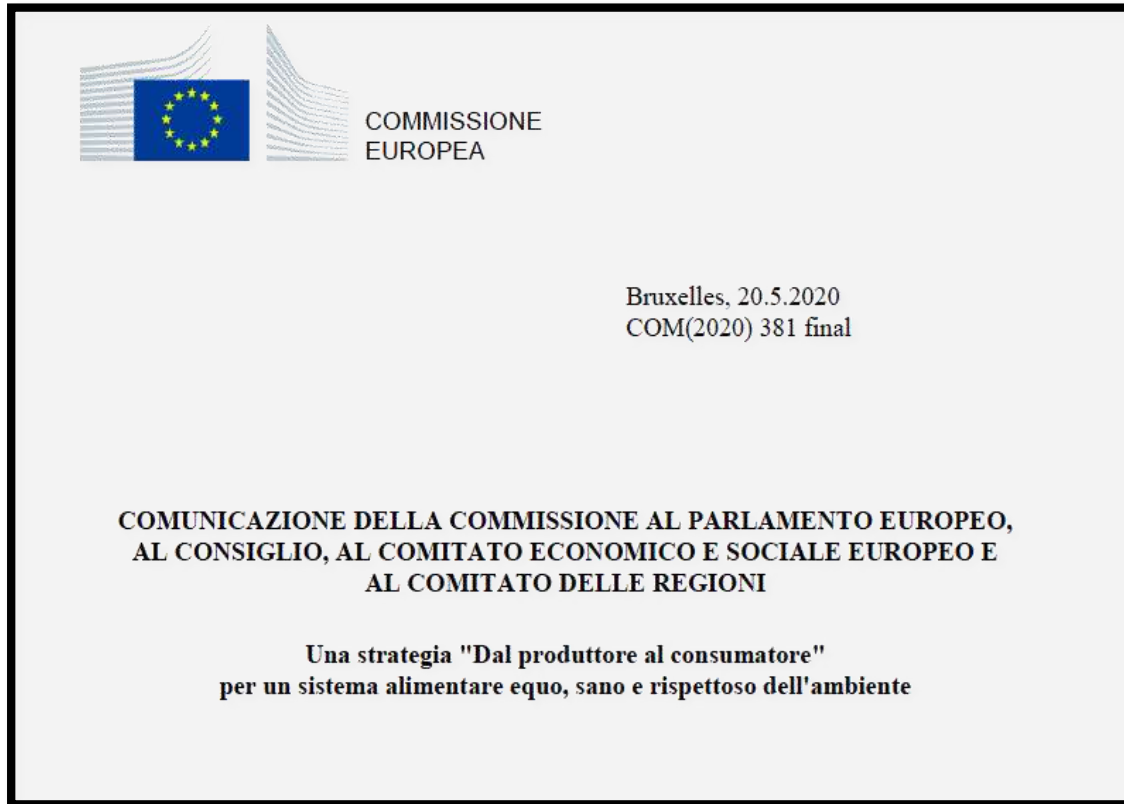 COMMISSIONE
EUROPEA
Bruxelles, 20.5.2020
COM(2020) 381 final
COMUNICAZIONE DELLA COMMISSIONE AL PARLAMENTO EUROPEO,
AL CONSIGLIO, AL COMITATO ECONOMICO E SOCIALE EUROPEO E
AL COMITATO DELLE REGIONI
Una strategia "Dal produttore al consumatore"
per un sistema alimentare equo, sano e rispettoso dell'ambiente